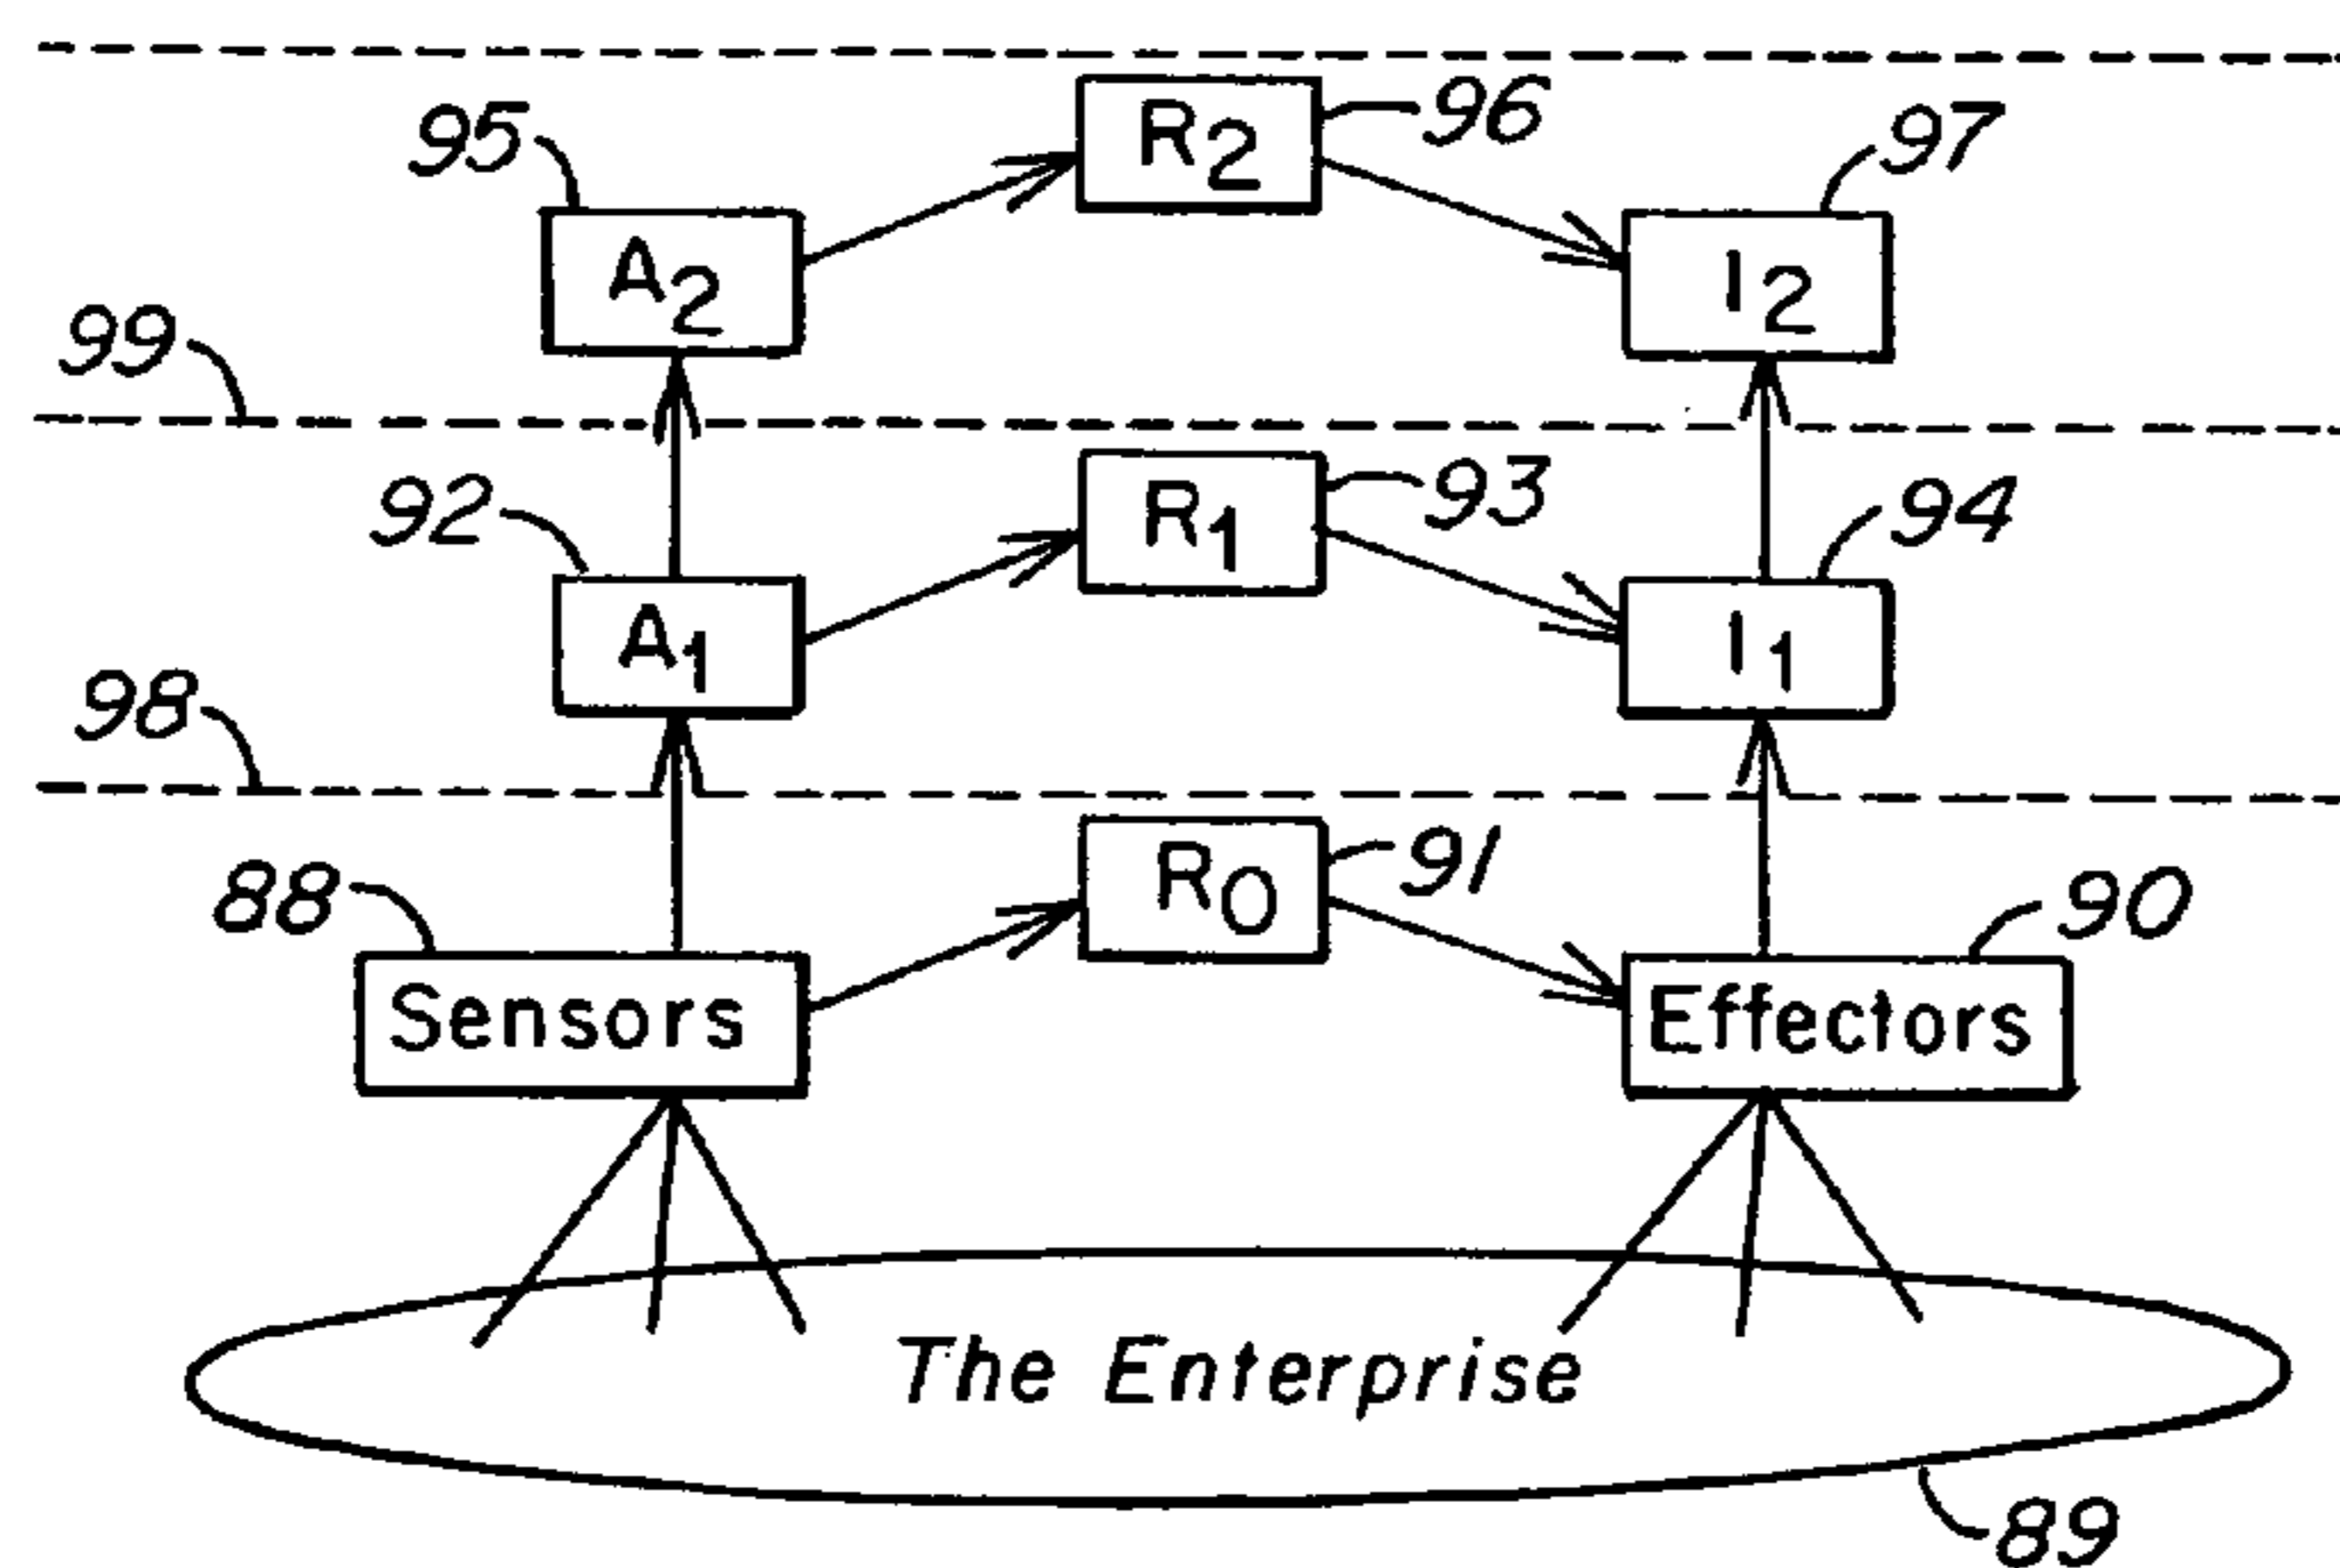 R2 96
95 97
A2 I2
99
R1 93
92 94
A1 I1
98
R0 91
88 90
Sensors Effectors
The Enterprise
89